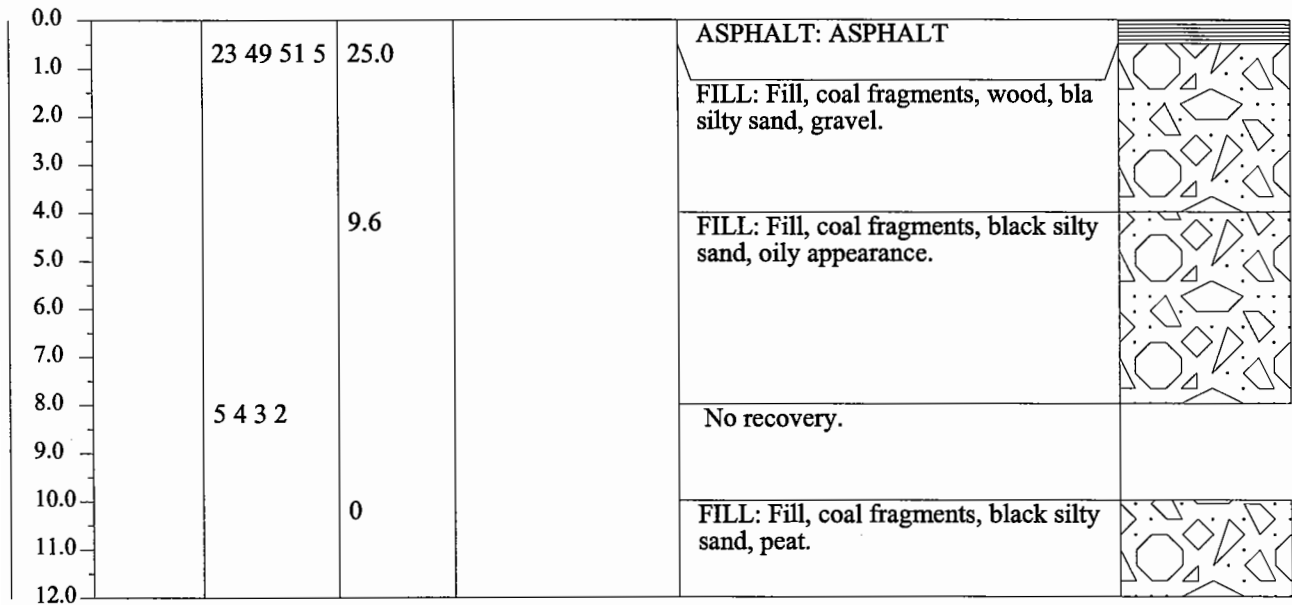 0.0
ASPHALT: ASPHALT
23 49 51 5 25.0
1.0
FILL: Fill, coal fragments, wood, bla
2.0
silty sand, gravel.
3.0
4.0
9.6
FILL: Fill, coal fragments, black silty
5.0
sand, oily appearance.
6.0
7.0
8.0
5 4 3 2
No recovery.
9.0
10.0
0
FILL: Fill, coal fragments, black silty
11.0
sand, peat.
12.0